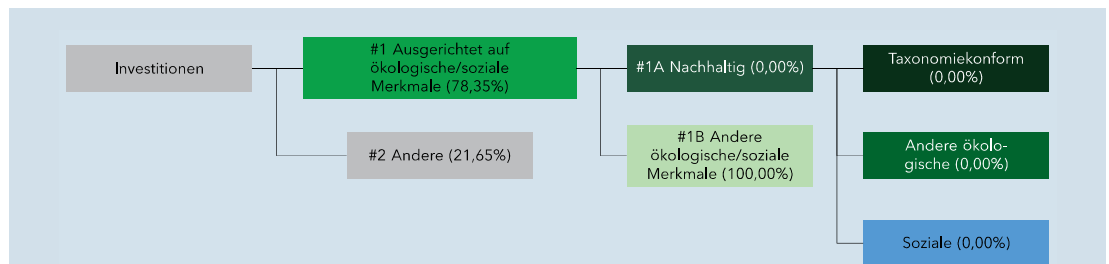 Investitionen
#1 Ausgerichtet auf
ökologische/soziale
Merkmale (78,35%)
#2 Andere (21,65%)
#1A Nachhaltig (0,00%)
#1B Andere
ökologische/soziale
Merkmale (100,00%)
Taxonomiekonform
(0,00%)
Andere ökolo-
gische (0,00%)
Soziale (0,00%)